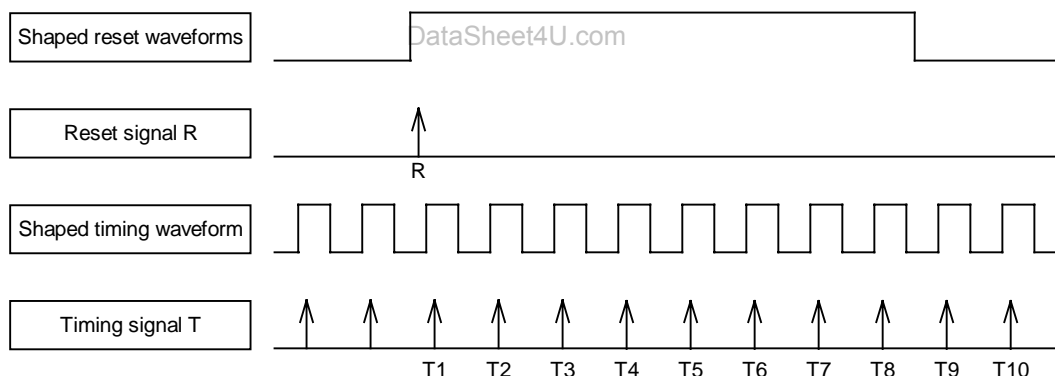 Shaped reset waveforms
DataSheet4U.com
Reset signal R
R
Shaped timing waveform
Timing signal T
T1 T2 T3 T4 T5 T6 T7 T8 T9 T10